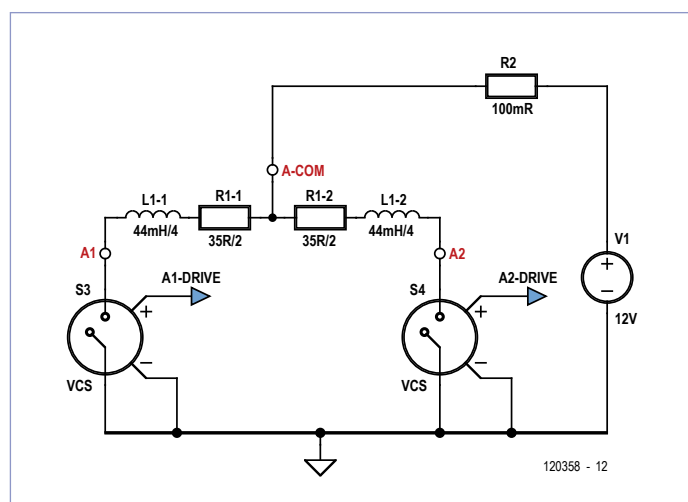 R2
100mR
A-COM
L1-1
R1-1
R1-2
L1-2
44mH/4
35R/2
35R/2
44mH/4
V1
A1
A2
A1-DRIVE
A2-DRIVE
S3
S4
+
+
+
−
12V
−
−
VCS
VCS
120358 - 12